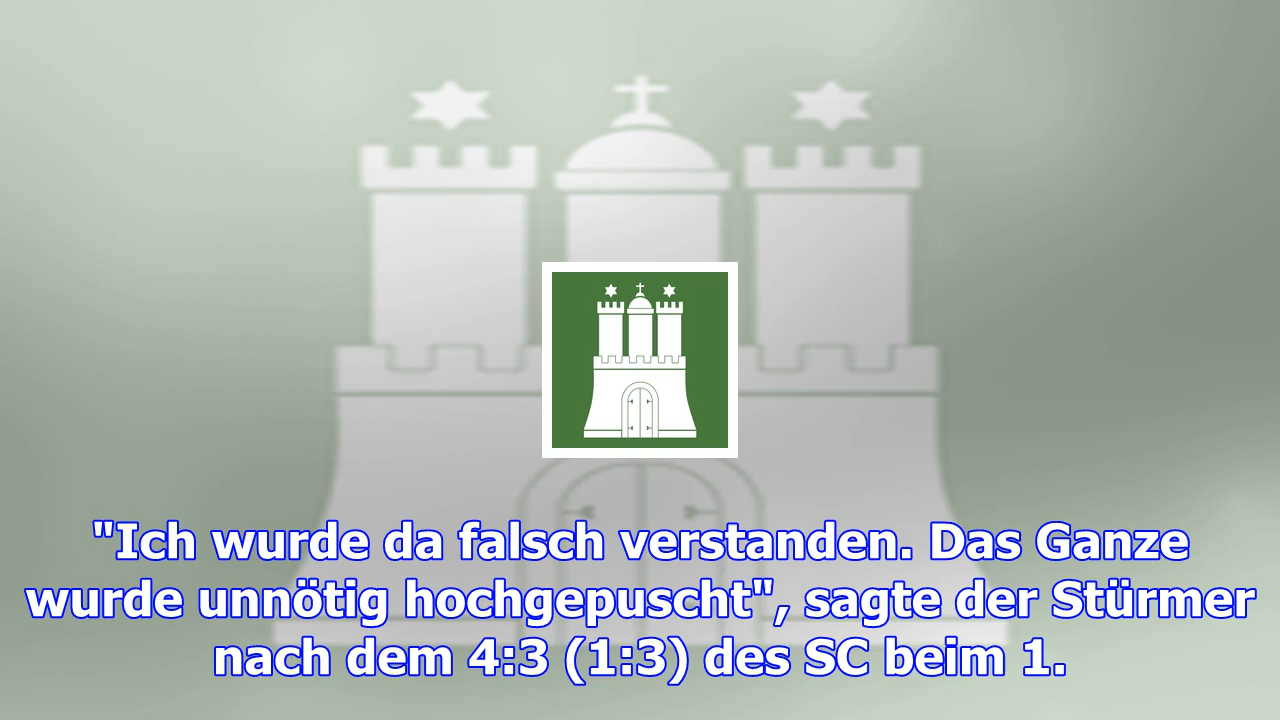 "Ich wurde da falsch verstanden. Das Ganze
wurde unnötig hochgepuscht", sagte der Stürmer
nach dem 4:3 (1:3) des SC beim 1.